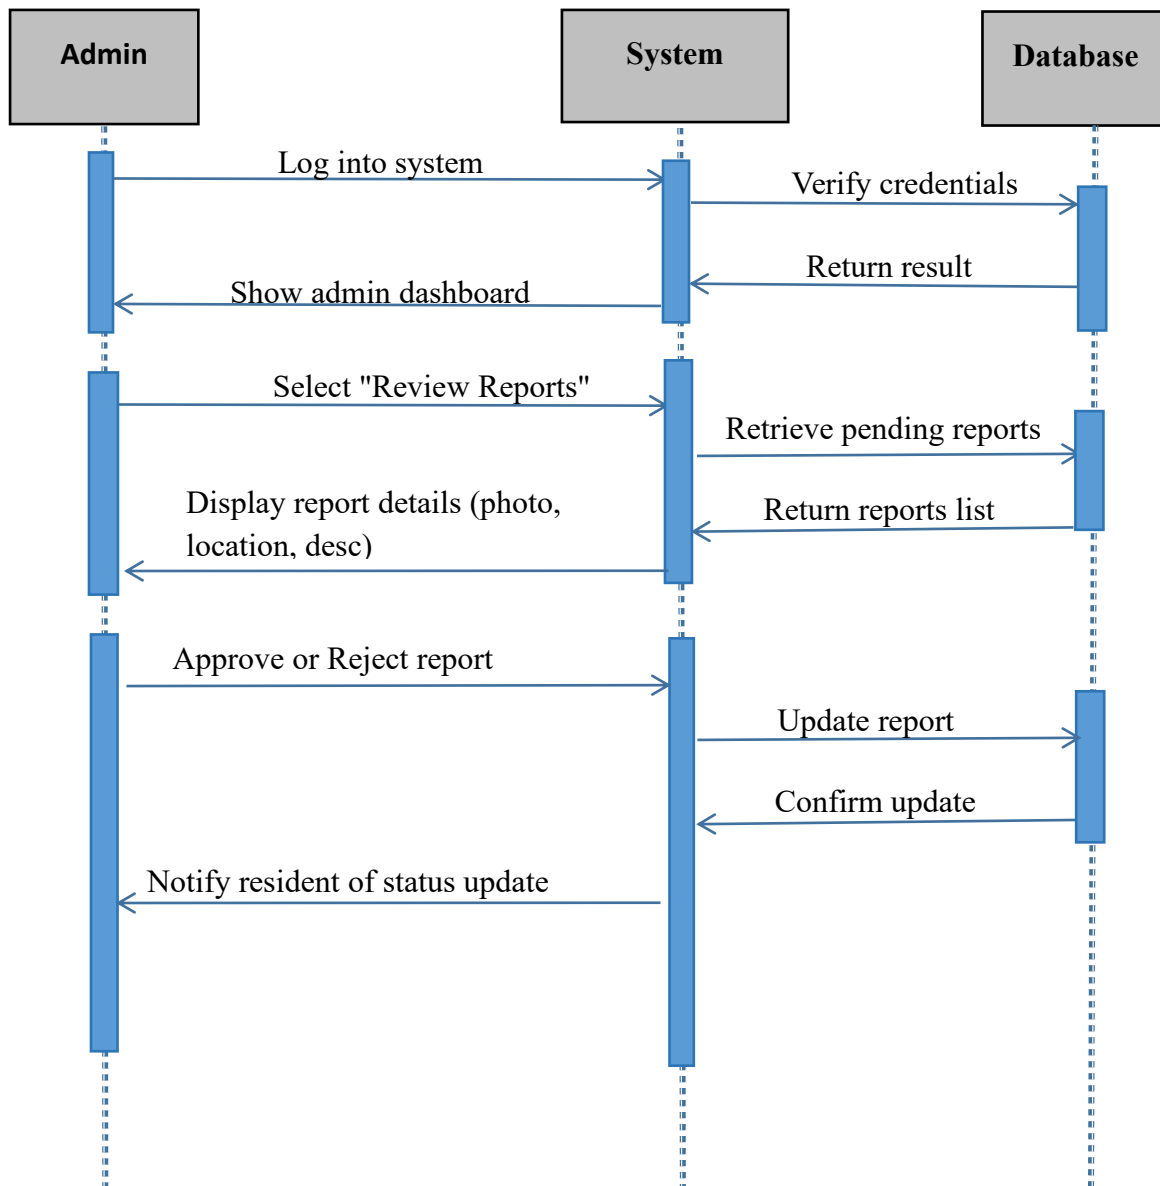 Admin
System
Database
Log into system
Verify credentials
Return result
Show admin dashboard
Select "Review Reports"
Retrieve pending reports
Display report details (photo,
location, desc)
Return reports list
Approve or Reject report
Update report
Confirm update
Notify resident of status update